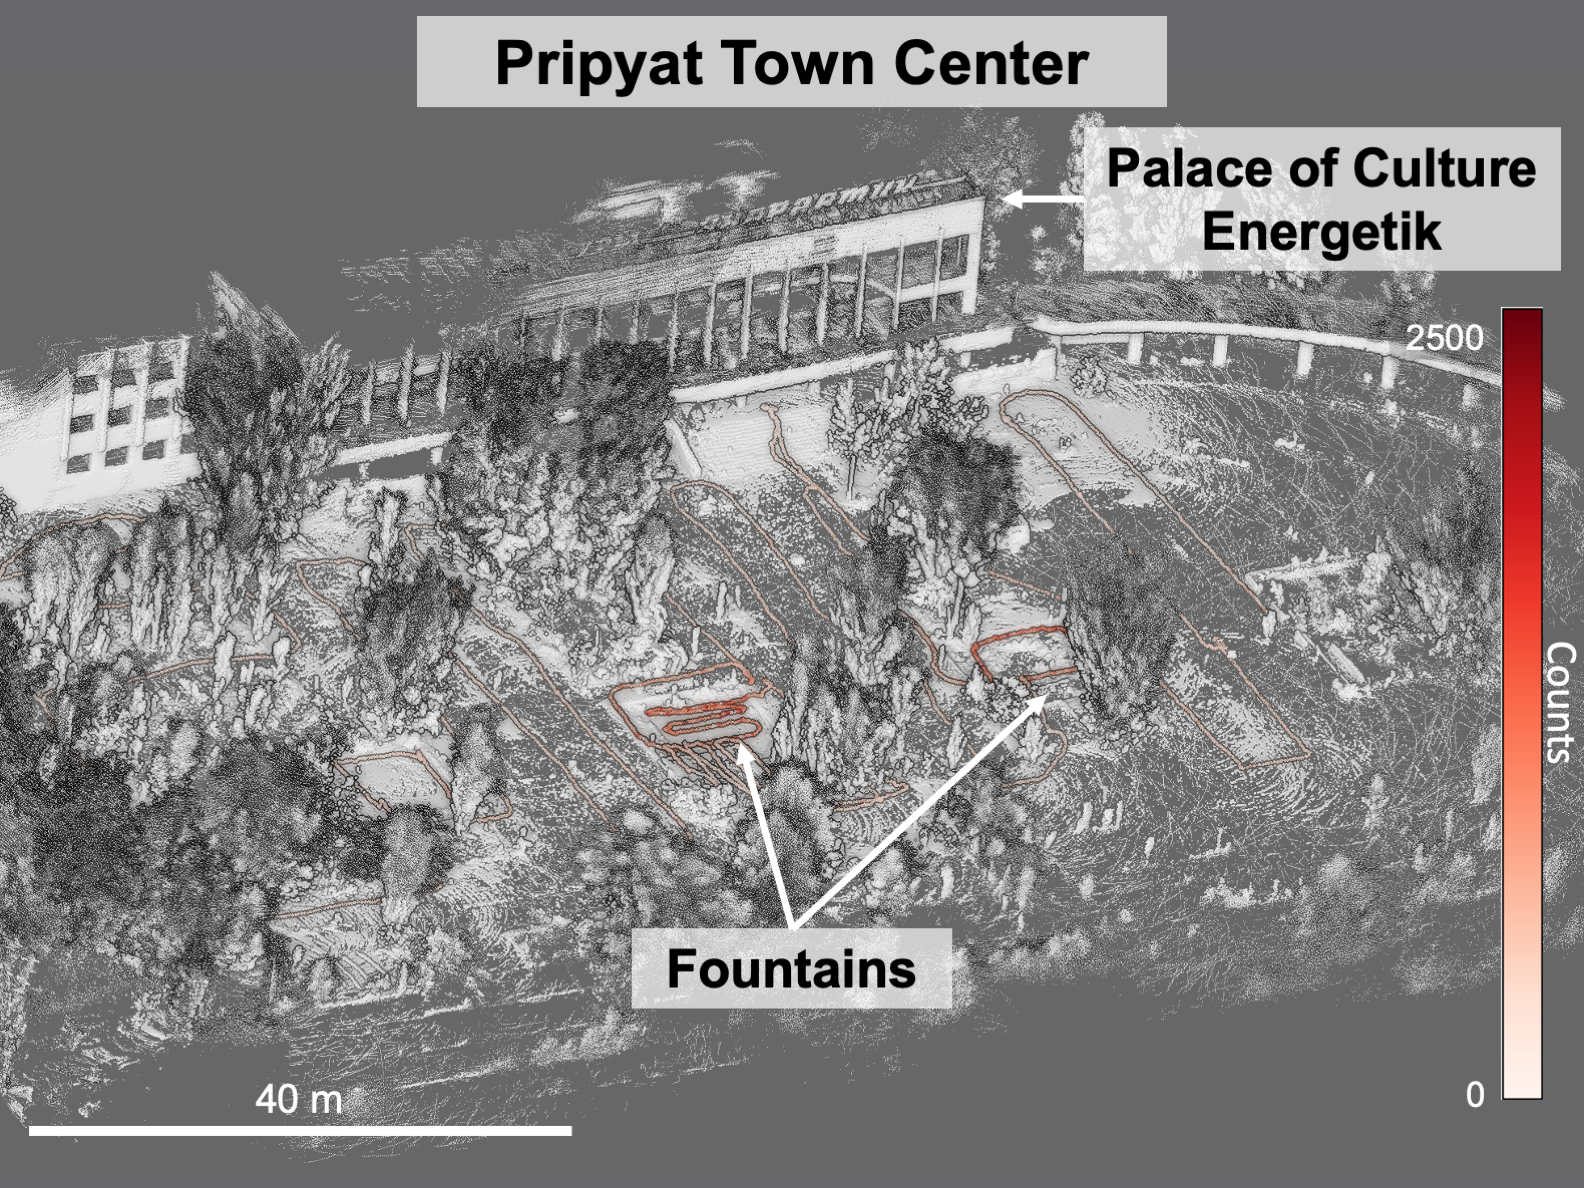 Pripyat Town Center
Palace of Culture
Energetik
2500
Counts
0
Fountains
40 m